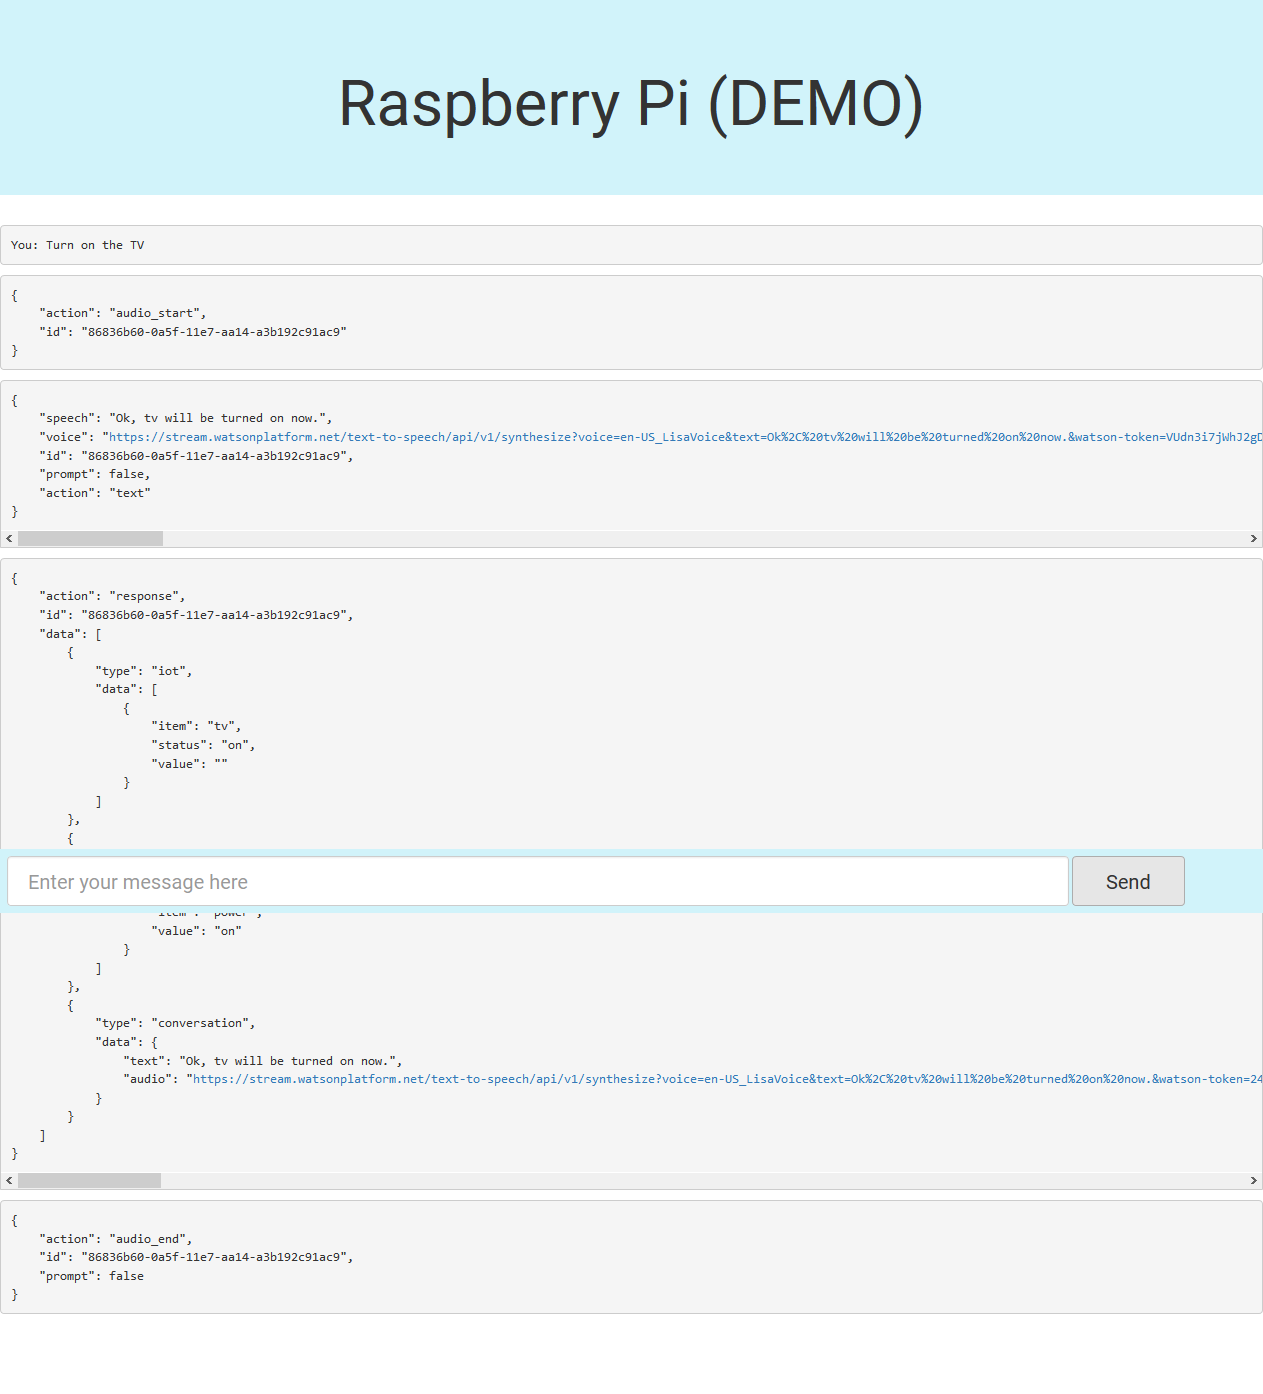 Raspberry Pi (DEMO)
You: Turn on the TV
{
    "action": "audio_start",
    "id": "86836b60-0a5f-11e7-aa14-a3b192c91ac9"
}
{
    "speech": "Ok, tv will be turned on now.",
    "voice": "https://stream.watsonplatform.net/text-to-speech/api/v1/synthesize?voice=en-US_LisaVoice&text=Ok%2C%20tv%20will%20be%20turned%20on%20now.&watson-token=VUdn3i7jWhJ2gD
    "id": "86836b60-0a5f-11e7-aa14-a3b192c91ac9",
    "prompt": false,
    "action": "text"
}
{
    "action": "response",
    "id": "86836b60-0a5f-11e7-aa14-a3b192c91ac9",
    "data": [
        {
            "type": "iot",
            "data": [
                {
                    "item": "tv",
                    "status": "on",
                    "value": ""
                }
            ]
        },
        {
Enter your message here Send
                    "item": "power",
                    "value": "on"
                }
            ]
        },
        {
            "type": "conversation",
            "data": {
                "text": "Ok, tv will be turned on now.",
                "audio": "https://stream.watsonplatform.net/text-to-speech/api/v1/synthesize?voice=en-US_LisaVoice&text=Ok%2C%20tv%20will%20be%20turned%20on%20now.&watson-token=24
            }
        }
    ]
}
{
    "action": "audio_end",
    "id": "86836b60-0a5f-11e7-aa14-a3b192c91ac9",
    "prompt": false
}